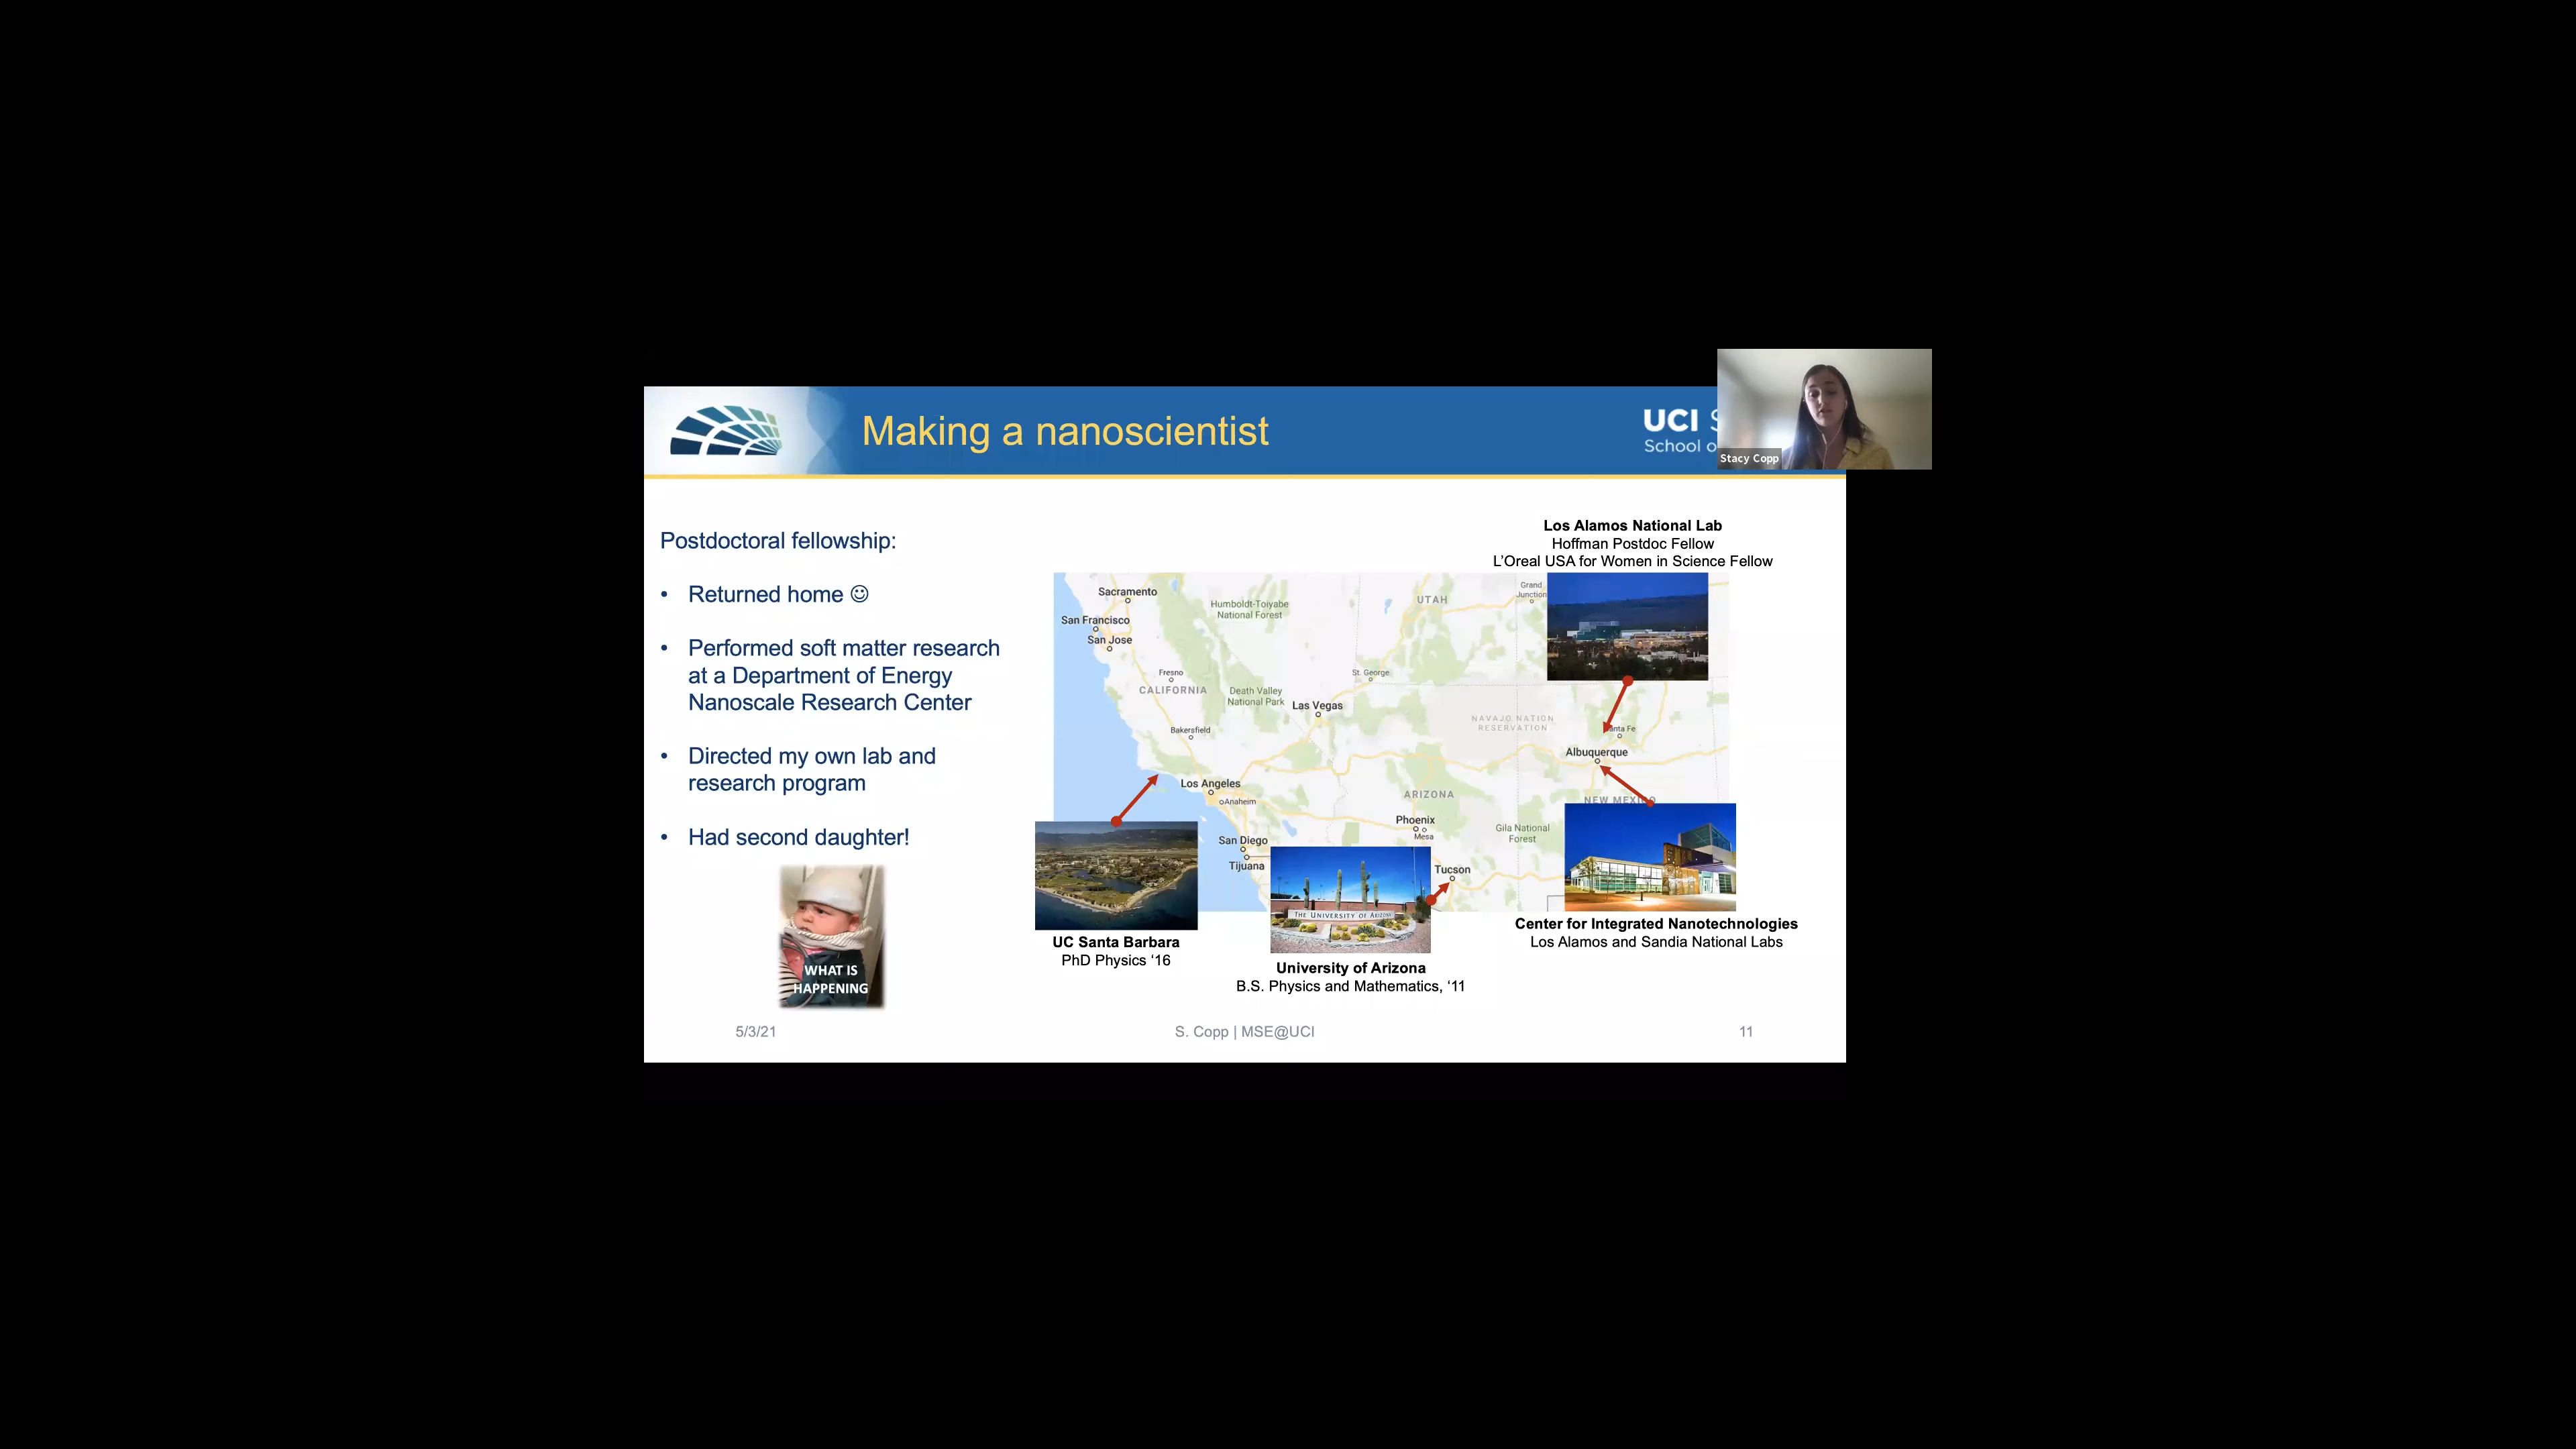 Making a nanoscientist
UCI
School
Stacy Copp
Postdoctoral fellowship:
• Returned home ☺
• Performed soft matter research
at a Department of Energy
Nanoscale Research Center
• Directed my own lab and
research program
• Had second daughter!
WHAT IS
HAPPENING
Los Alamos National Lab
Hoffman Postdoc Fellow
L'Oreal USA for Women in Science Fellow
Sacramento
San Francisco
San Jose
Fresno
CALIFORNIA
Bakersfield
Humboldt-Toiyabe
National Forest
Death Valley
National Park
Las Vegas
UTAH
St. George
Grand
Junction
NAVAJO NATION
RESERVATION
Albuquerque
NEW MEXICO
Los Angeles
Anaheim
San Diego
Tijuana
ARIZONA
Phoenix
Mesa
Gila National
Forest
Tucson
THE UNIVERSITY OF ARIZONA
UC Santa Barbara
PhD Physics ‘16
University of Arizona
B.S. Physics and Mathematics, ‘11
Center for Integrated Nanotechnologies
Los Alamos and Sandia National Labs
5/3/21
S. Copp | MSE@UCI
11